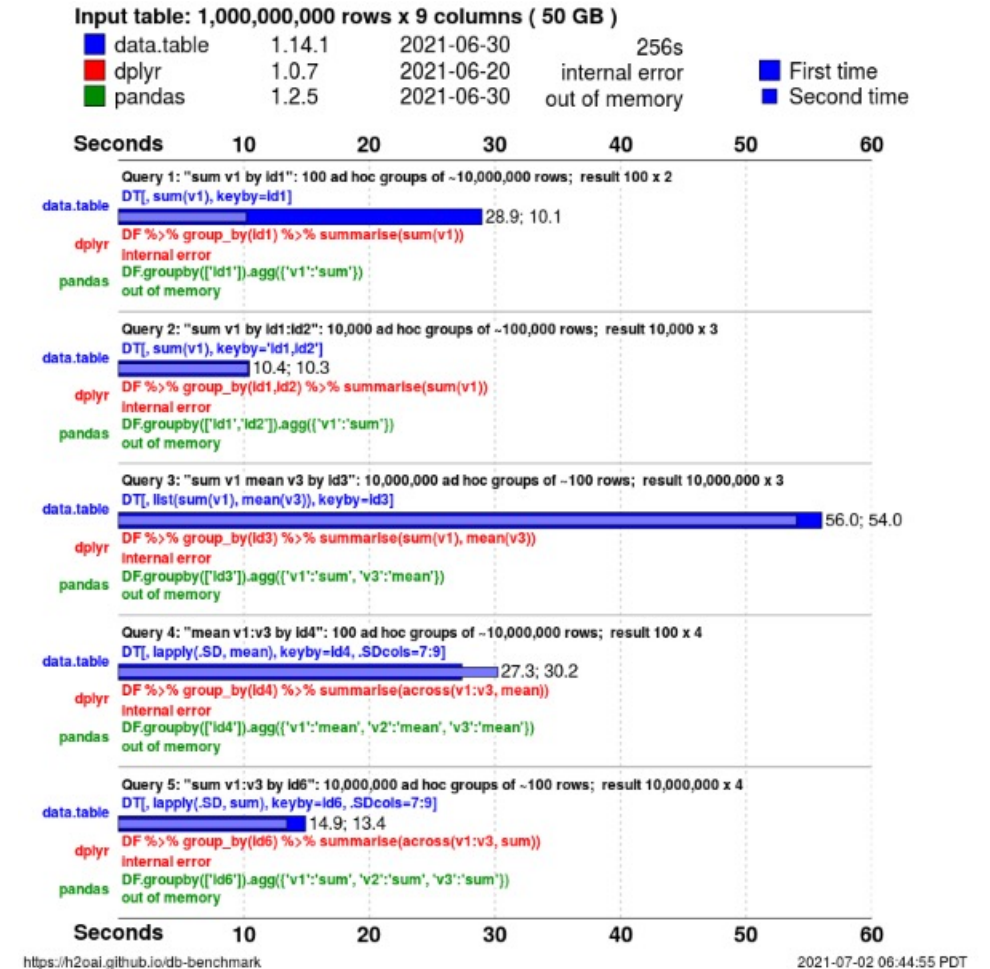 Input table: 1,000,000,000 rows x 9 columns ( 50 GB )
data.table 1.14.1 2021-06-30 256s
dplyr 1.0.7 2021-06-20 internal error First time
pandas 1.2.5 2021-06-30 out of memory Second time
Seconds 10 20 30 40 50 60
Query 1: "sum v1 by id1": 100 ad hoc groups of ~10,000,000 rows; result 100 x 2
DT[, sum(v1), keyby=id1]
data.table 28.9; 10.1
DF %>% group_by(id1) %>% summarise(sum(v1))
dplyr
internal error
DF.groupby(['id1']).agg({'v1':'sum'})
pandas
out of memory
Query 2: "sum v1 by id1:id2": 10,000 ad hoc groups of ~100,000 rows; result 10,000 x 3
DT[, sum(v1), keyby='id1,id2']
data.table 10.4; 10.3
DF %>% group_by(id1,id2) %>% summarise(sum(v1))
dplyr
internal error
DF.groupby(['id1','id2']).agg({'v1':'sum'})
pandas
out of memory
Query 3: "sum v1 mean v3 by id3": 10,000,000 ad hoc groups of ~100 rows; result 10,000,000 x 3
DT[, list(sum(v1), mean(v3)), keyby=id3]
data.table 56.0; 54.0
DF %>% group_by(id3) %>% summarise(sum(v1), mean(v3))
dplyr
internal error
DF.groupby(['id3']).agg({'v1':'sum', 'v3':'mean'})
pandas
out of memory
Query 4: "mean v1:v3 by id4": 100 ad hoc groups of ~10,000,000 rows; result 100 x 4
DT[, lapply(.SD, mean), keyby=id4, .SDcols=7:9]
data.table 27.3; 30.2
DF %>% group_by(id4) %>% summarise(across(v1:v3, mean))
dplyr
internal error
DF.groupby(['id4']).agg({'v1':'mean', 'v2':'mean', 'v3':'mean'})
pandas
out of memory
Query 5: "sum v1:v3 by id6": 10,000,000 ad hoc groups of ~100 rows; result 10,000,000 x 4
DT[, lapply(.SD, sum), keyby=id6, .SDcols=7:9]
data.table 14.9; 13.4
DF %>% group_by(id6) %>% summarise(across(v1:v3, sum))
dplyr
internal error
DF.groupby(['id6']).agg({'v1':'sum', 'v2':'sum', 'v3':'sum'})
pandas
out of memory
Seconds 10 20 30 40 50 60
https://h2oai.github.io/db-benchmark 2021-07-02 06:44:55 PDT